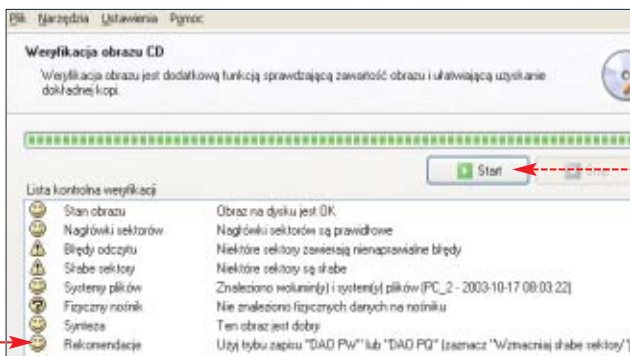 Plik Narzędzia Ustawienia Pomoc
Weryfikacja obrazu CD
Weryfikacja obrazu jest dodatkową funkcją sprawdzającą zawartość obrazu i ułatwiającą uzyskanie
dokładnej kopii.
Start
Stop
Lista kontrolna weryfikacji
Stan obrazu Obraz na dysku jest OK.
Nagłówki sektorów Nagłówki sektorów są prawidłowe
Błędy odczytu Niektóre sektory zawierają nienaprawialne błędy
Słabe sektory Niektóre sektory są słabe
Systemy plików Znaleziono wolumin(y) i system(y) plików (PC_2 - 2003-10-17 08:03:22)
Fizyczny nośnik Nie znaleziono fizycznych danych na nośniku
Synteza Ten obraz jest dobry
Rekomendacje Użyj trybu zapisu "DAO PW" lub "DAO PQ" (zaznacz "Wzmacniaj słabe sektory")